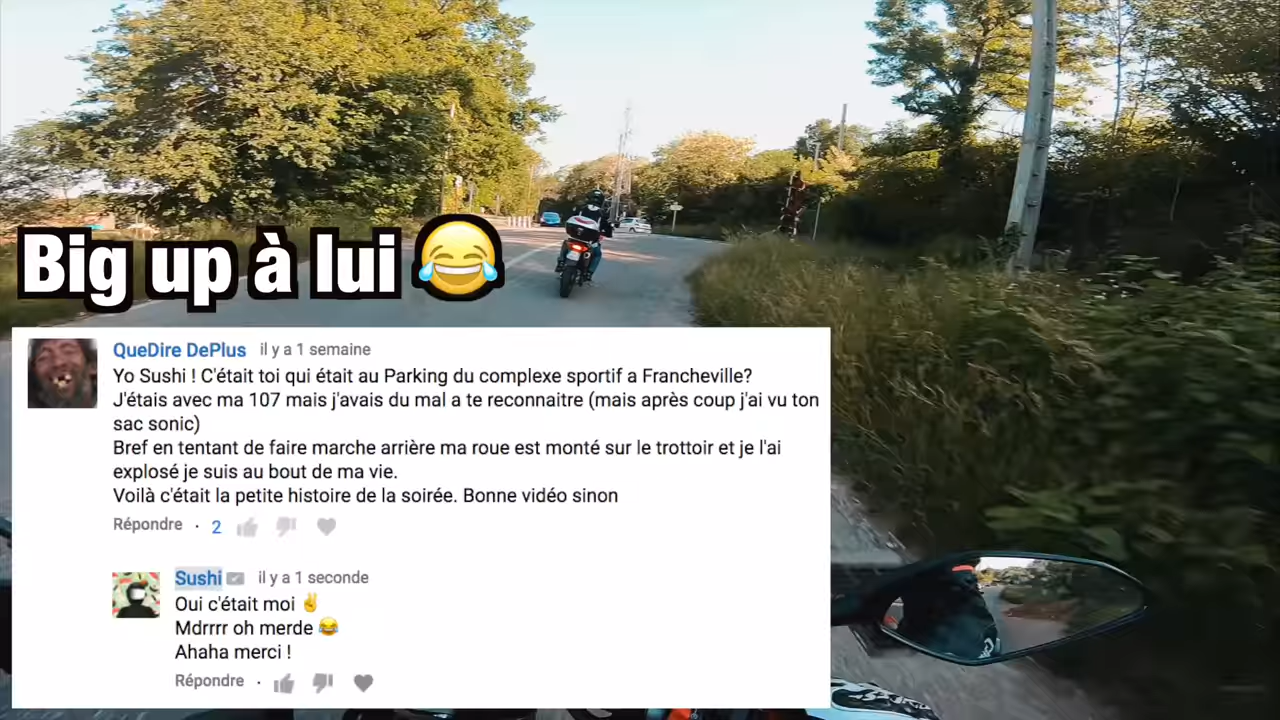 Big up à lui 😂
QueDire DePlus il y a 1 semaine
Yo Sushi ! C'était toi qui était au Parking du complexe sportif a Francheville?
J'étais avec ma 107 mais j'avais du mal a te reconnaitre (mais après coup j'ai vu ton
sac sonic)
Bref en tentant de faire marche arrière ma roue est monté sur le trottoir et je l'ai
explosé je suis au bout de ma vie.
Voilà c'était la petite histoire de la soirée. Bonne vidéo sinon
Répondre · 2
Sushi il y a 1 seconde
Oui c'était moi ✌
Mdrrrr oh merde 😂
Ahaha merci !
Répondre ·